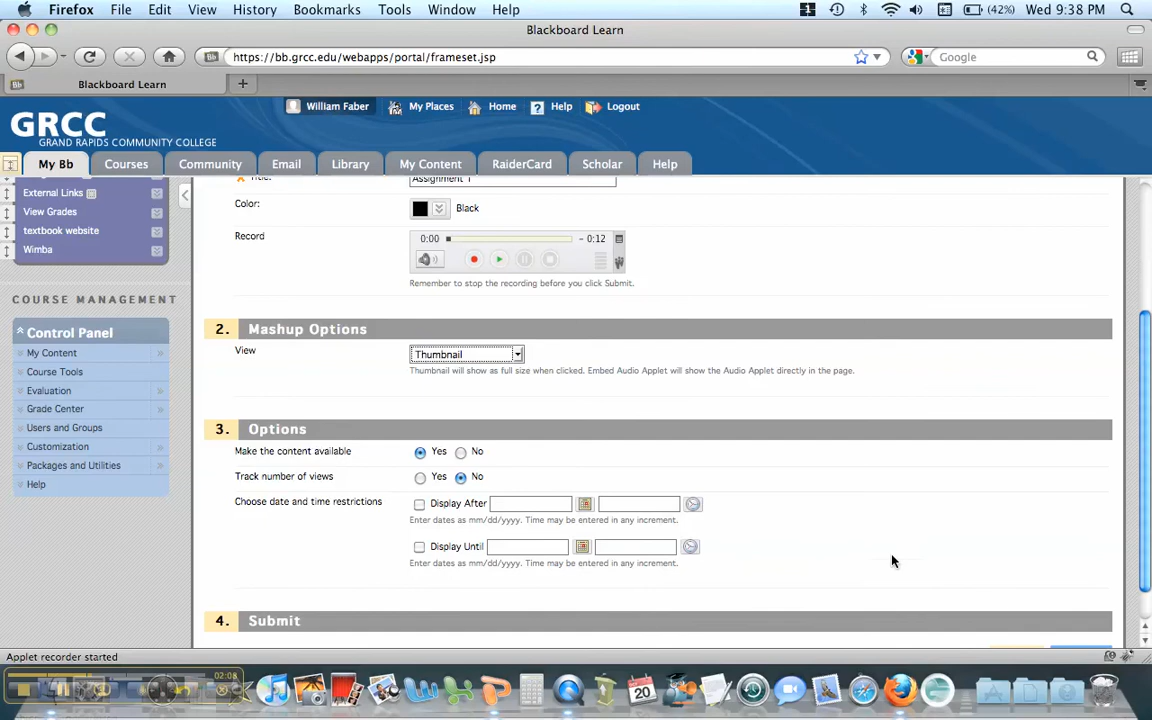 Firefox File Edit View History Bookmarks Tools Window Help 1 (42%) Wed 9:38 PM
Blackboard Learn
https://bb.grcc.edu/webapps/portal/frameset.jsp Google
Bb Blackboard Learn +
William Faber My Places Home ? Help Logout
GRCC
GRAND RAPIDS COMMUNITY COLLEGE
My Bb Courses Community Email Library My Content RaiderCard Scholar Help
Title: Assignment 1
External Links
View Grades
textbook website
Wimba
COURSE MANAGEMENT
Control Panel
My Content
Course Tools
Evaluation
Grade Center
Users and Groups
Customization
Packages and Utilities
Help
Color: Black
Record 0:00 - 0:12
Remember to stop the recording before you click Submit.
2. Mashup Options
View Thumbnail
Thumbnail will show as full size when clicked. Embed Audio Applet will show the Audio Applet directly in the page.
3. Options
Make the content available Yes No
Track number of views Yes No
Choose date and time restrictions Display After
Enter dates as mm/dd/yyyy. Time may be entered in any increment.
Display Until
Enter dates as mm/dd/yyyy. Time may be entered in any increment.
4. Submit
Applet recorder started
02:08
20